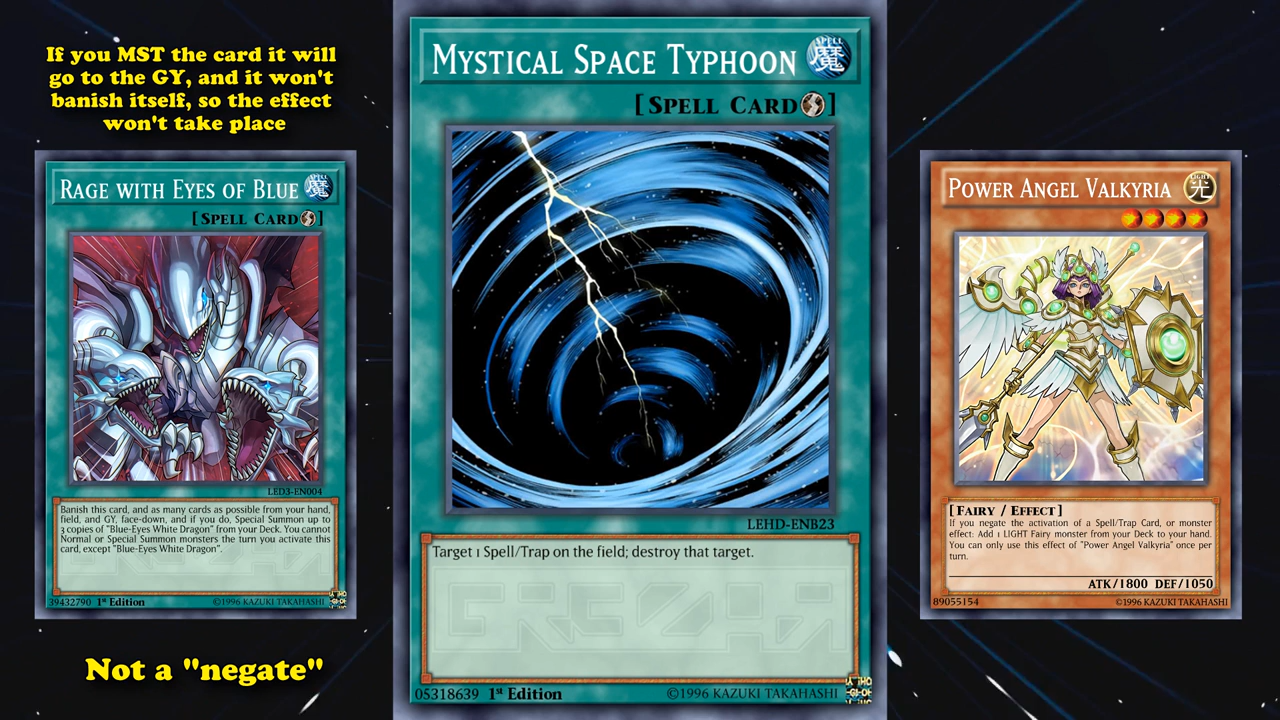 If you MST the card it will
go to the GY, and it won't
banish itself, so the effect
won't take place
RAGE WITH EYES OF BLUE
魔
[SPELL CARD]
LED3-EN004
Banish this card, and as many cards as possible from your hand,
field, and GY, face-down, and if you do, Special Summon up to
3 copies of "Blue-Eyes White Dragon" from your Deck. You cannot
Normal or Special Summon monsters the turn you activate this
card, except "Blue-Eyes White Dragon".
39432790 1st Edition ©1996 KAZUKI TAKAHASHI
Not a "negate"
MYSTICAL SPACE TYPHOON
SPELL
魔
[SPELL CARD]
LEHD-ENB23
Target 1 Spell/Trap on the field; destroy that target.
05318639 1st Edition ©1996 KAZUKI TAKAHASHI
POWER ANGEL VALKYRIA
LIGHT
光
[FAIRY / EFFECT]
If you negate the activation of a Spell/Trap Card, or monster
effect: Add 1 LIGHT Fairy monster from your Deck to your hand.
You can only use this effect of "Power Angel Valkyria" once per
turn.
ATK/1800 DEF/1050
89055154 ©1996 KAZUKI TAKAHASHI